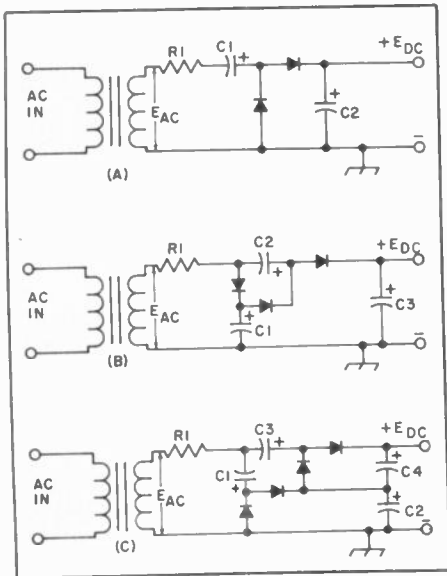 R1 C1 + + EDC
AC
IN
EAC
+
C2
−
(A)
R1 C2 + +EDC
AC
IN
EAC
+
C1
+
C3
−
(B)
R1 C3 + +EDC
AC
IN
EAC
C1
+
+
C4
+
C2
−
(C)